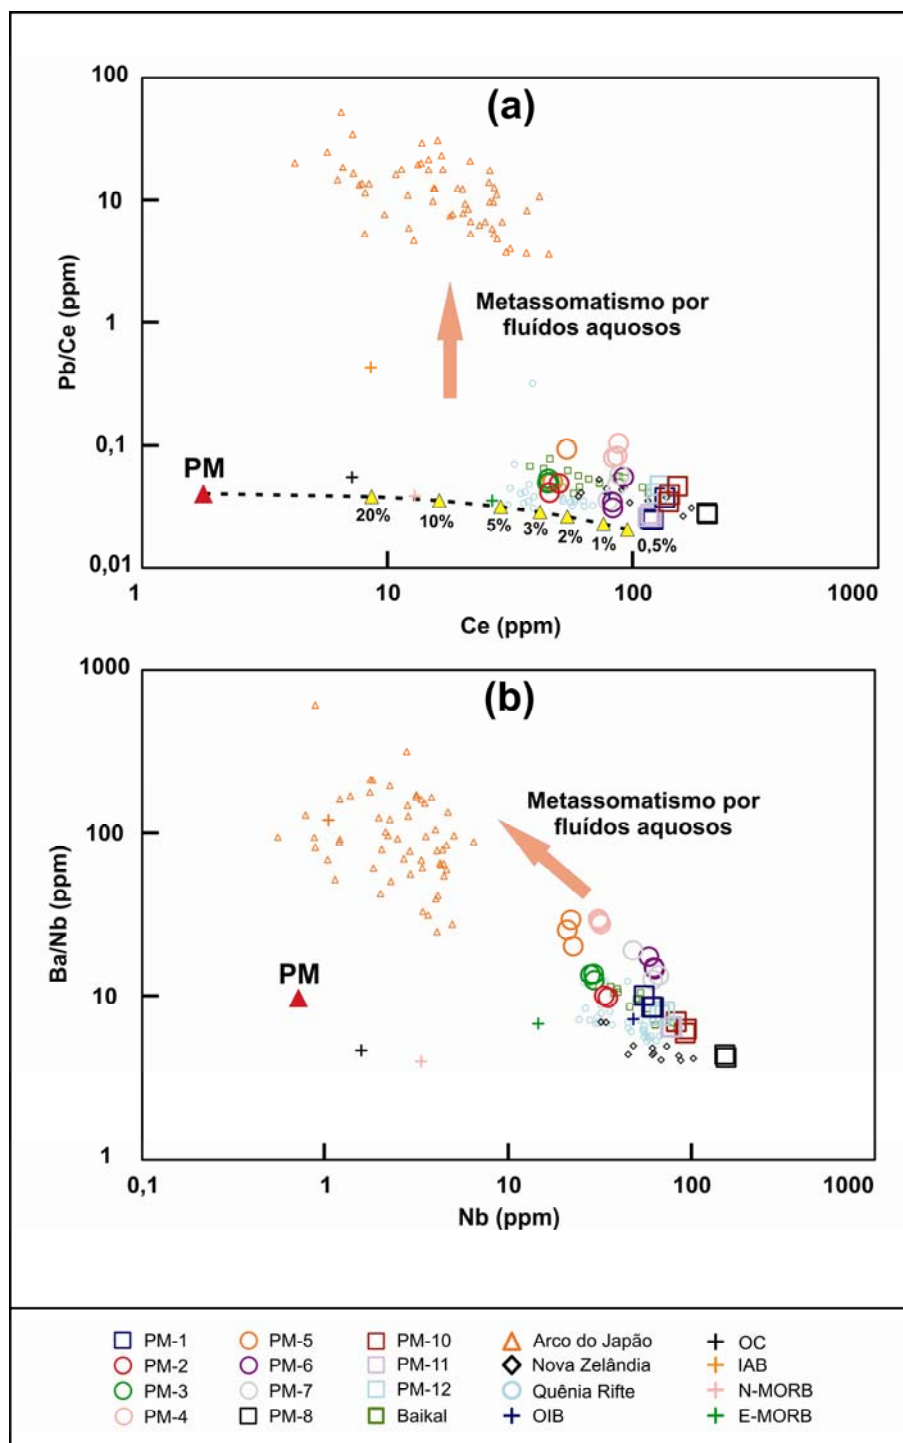 100
(a)
10
Metassomatismo por
fluídos aquosos
1
Pb/Ce (ppm)
0,1
PM
20%
10%
5%
3%
2%
1%
0,5%
0,01
1
10
100
1000
Ce (ppm)
1000
(b)
Metassomatismo por
fluídos aquosos
100
Ba/Nb (ppm)
PM
10
1
0,1
1
10
100
1000
Nb (ppm)
PM-1
PM-5
PM-10
Arco do Japão
OC
PM-2
PM-6
PM-11
Nova Zelândia
IAB
PM-3
PM-7
PM-12
Quênia Rifte
N-MORB
PM-4
PM-8
Baikal
OIB
E-MORB